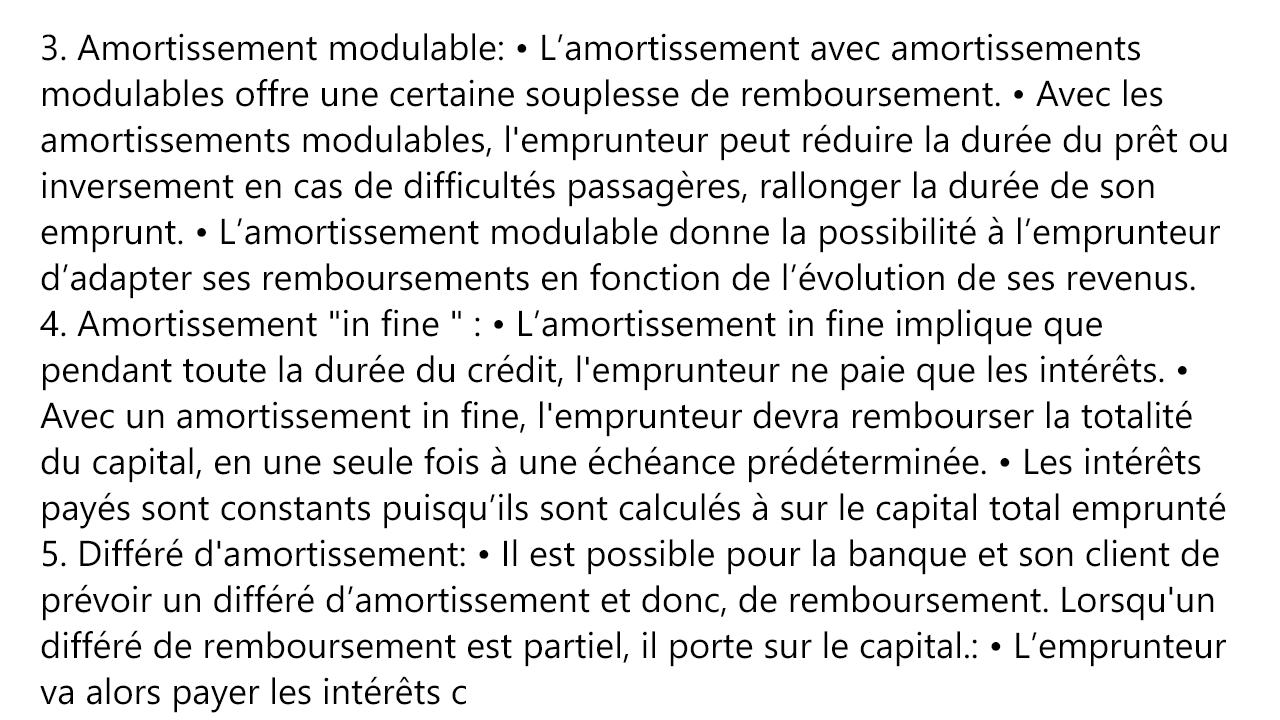 3. Amortissement modulable: • L’amortissement avec amortissements
modulables offre une certaine souplesse de remboursement. • Avec les
amortissements modulables, l'emprunteur peut réduire la durée du prêt ou
inversement en cas de difficultés passagères, rallonger la durée de son
emprunt. • L’amortissement modulable donne la possibilité à l’emprunteur
d’adapter ses remboursements en fonction de l’évolution de ses revenus.
4. Amortissement "in fine " : • L’amortissement in fine implique que
pendant toute la durée du crédit, l'emprunteur ne paie que les intérêts. •
Avec un amortissement in fine, l'emprunteur devra rembourser la totalité
du capital, en une seule fois à une échéance prédéterminée. • Les intérêts
payés sont constants puisqu’ils sont calculés à sur le capital total emprunté
5. Différé d'amortissement: • Il est possible pour la banque et son client de
prévoir un différé d’amortissement et donc, de remboursement. Lorsqu'un
différé de remboursement est partiel, il porte sur le capital.: • L’emprunteur
va alors payer les intérêts c